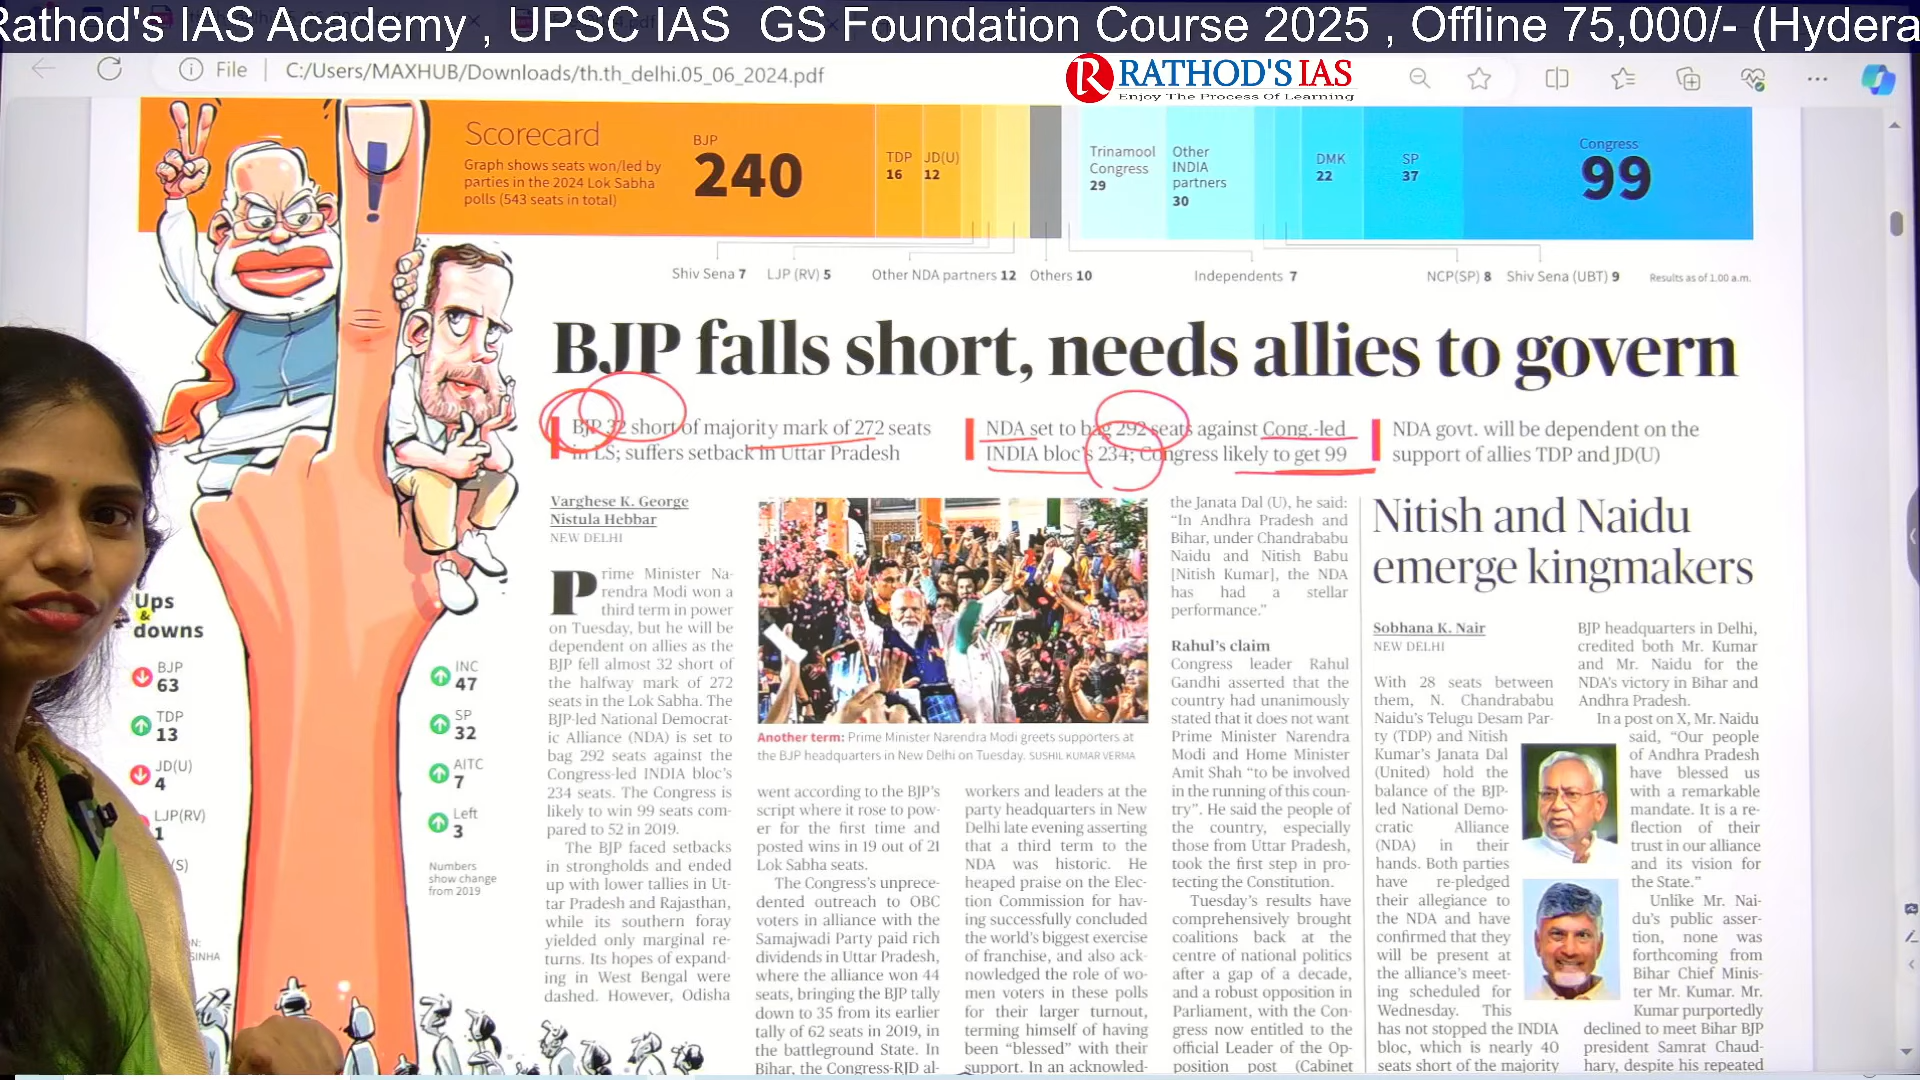 Rathod's IAS Academy , UPSC IAS  GS Foundation Course 2025 , Offline 75,000/- (Hydera
File
C:/Users/MAXHUB/Downloads/th.th_delhi.05_06_2024.pdf
RATHOD'S IAS
Enjoy The Process Of Learning
Scorecard
Graph shows seats won/led by
parties in the 2024 Lok Sabha
polls (543 seats in total)
BJP
240
TDP
16
JD(U)
12
Trinamool
Congress
29
Other
INDIA
partners
30
DMK
22
SP
37
Congress
99
Shiv Sena 7
LJP (RV) 5
Other NDA partners 12
Others 10
Independents 7
NCP(SP) 8
Shiv Sena (UBT) 9
Results as of 1.00 a.m.
BJP falls short, needs allies to govern
BJP 32 short of majority mark of 272 seats
in LS; suffers setback in Uttar Pradesh
NDA set to bag 292 seats against Cong.-led
INDIA bloc's 234; Congress likely to get 99
NDA govt. will be dependent on the
support of allies TDP and JD(U)
Ups
&
downs
BJP
63
TDP
13
JD(U)
4
LJP(RV)
1
(S)
INC
47
SP
32
AITC
7
Left
3
Numbers
show change
from 2019
N:
SINHA
Varghese K. George
Nistula Hebbar
NEW DELHI
Prime Minister Na-
rendra Modi won a
third term in power
on Tuesday, but he will be
dependent on allies as the
BJP fell almost 32 short of
the halfway mark of 272
seats in the Lok Sabha. The
BJP-led National Democrat-
ic Alliance (NDA) is set to
bag 292 seats against the
Congress-led INDIA bloc's
234 seats. The Congress is
likely to win 99 seats com-
pared to 52 in 2019.
The BJP faced setbacks
in strongholds and ended
up with lower tallies in Ut-
tar Pradesh and Rajasthan,
while its southern foray
yielded only marginal re-
turns. Its hopes of expand-
ing in West Bengal were
dashed. However, Odisha
Another term: Prime Minister Narendra Modi greets supporters at
the BJP headquarters in New Delhi on Tuesday. SUSHIL KUMAR VERMA
went according to the BJP's
script where it rose to pow-
er for the first time and
posted wins in 19 out of 21
Lok Sabha seats.
The Congress's unprece-
dented outreach to OBC
voters in alliance with the
Samajwadi Party paid rich
dividends in Uttar Pradesh,
where the alliance won 44
seats, bringing the BJP tally
down to 35 from its earlier
tally of 62 seats in 2019, in
the battleground State. In
Bihar, the Congress-RJD al-
workers and leaders at the
party headquarters in New
Delhi late evening asserting
that a third term to the
NDA was historic. He
heaped praise on the Elec-
tion Commission for hav-
ing successfully concluded
the world's biggest exercise
of franchise, and also ack-
nowledged the role of wo-
men voters in these polls
for their larger turnout,
terming himself of having
been “blessed” with their
support. In an acknowled-
the Janata Dal (U), he said:
“In Andhra Pradesh and
Bihar, under Chandrababu
Naidu and Nitish Babu
[Nitish Kumar], the NDA
has had a stellar
performance.”
Rahul's claim
Congress leader Rahul
Gandhi asserted that the
country had unanimously
stated that it does not want
Prime Minister Narendra
Modi and Home Minister
Amit Shah “to be involved
in the running of this coun-
try”. He said the people of
the country, especially
those from Uttar Pradesh,
took the first step in pro-
tecting the Constitution.
Tuesday's results have
comprehensively brought
coalitions back at the
centre of national politics
after a gap of a decade,
and a robust opposition in
Parliament, with the Con-
gress now entitled to the
official Leader of the Op-
position post (Cabinet
Nitish and Naidu
emerge kingmakers
Sobhana K. Nair
NEW DELHI
With 28 seats between
them, N. Chandrababu
Naidu's Telugu Desam Par-
ty (TDP) and Nitish
Kumar's Janata Dal
(United) hold the
balance of the BJP-
led National Demo-
cratic Alliance
(NDA) in their
hands. Both parties
have re-pledged
their allegiance to
the NDA and have
confirmed that they
will be present at
the alliance's meet-
ing scheduled for
Wednesday. This
has not stopped the INDIA
bloc, which is nearly 40
seats short of the majority
BJP headquarters in Delhi,
credited both Mr. Kumar
and Mr. Naidu for the
NDA's victory in Bihar and
Andhra Pradesh.
In a post on X, Mr. Naidu
said, “Our people
of Andhra Pradesh
have blessed us
with a remarkable
mandate. It is a re-
flection of their
trust in our alliance
and its vision for
the State.”
Unlike Mr. Nai-
du's public asser-
tion, none was
forthcoming from
Bihar Chief Minis-
ter Mr. Kumar. Mr.
Kumar purportedly
declined to meet Bihar BJP
president Samrat Chaud-
hary, despite his repeated